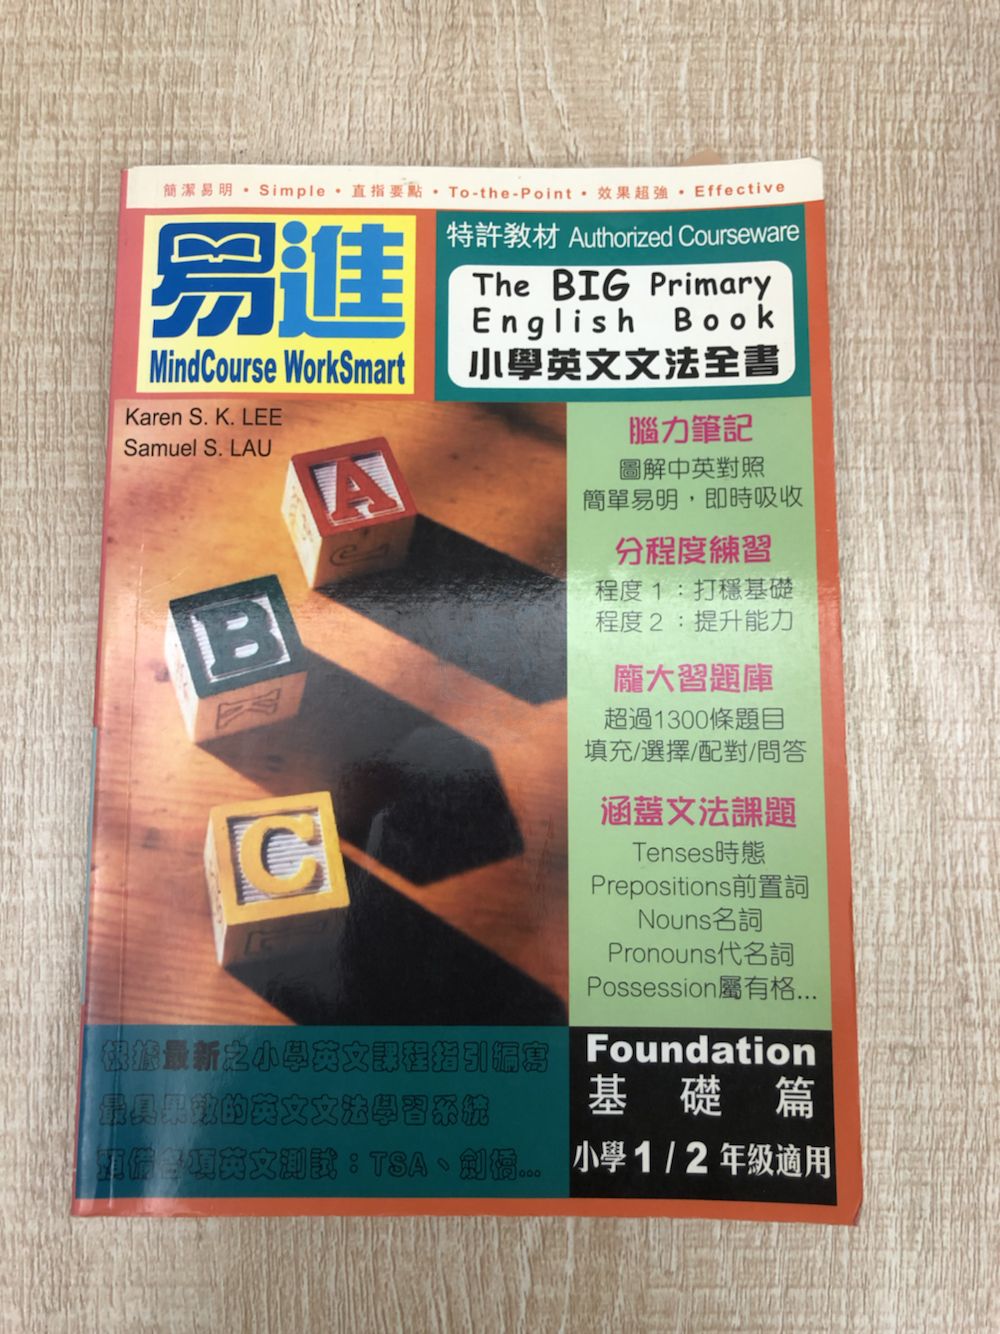 簡潔易明 • Simple • 直指要點 • To-the-Point • 效果超強 • Effective
易進
MindCourse WorkSmart
特許教材 Authorized Courseware
The BIG Primary
English Book
小學英文文法全書
Karen S. K. LEE
Samuel S. LAU
A
B
C
腦力筆記
圖解中英對照
簡單易明，即時吸收
分程度練習
程度1：打穩基礎
程度2：提升能力
龐大習題庫
超過1300條題目
填充/選擇/配對/問答
涵蓋文法課題
Tenses時態
Prepositions前置詞
Nouns名詞
Pronouns代名詞
Possession屬有格...
根據最新之小學英文課程指引編寫
最具果效的英文文法學習系統
預備各項英文測試：TSA、劍橋...
Foundation
基礎篇
小學1/2年級適用